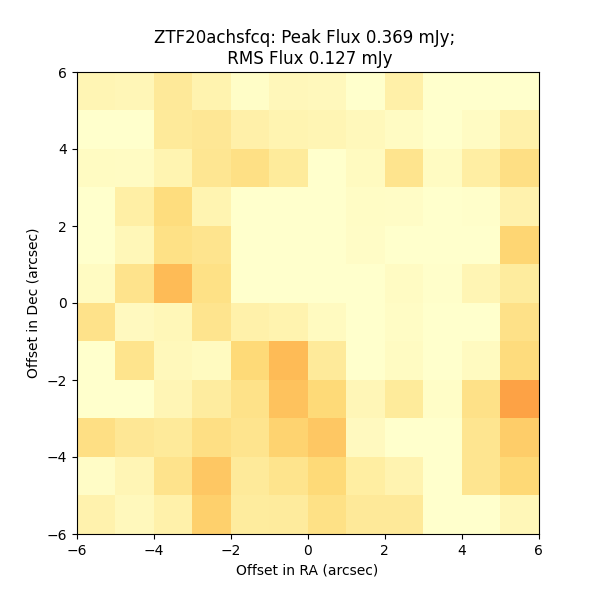 ZTF20achsfcq: Peak Flux 0.369 mJy;
RMS Flux 0.127 mJy
6
4
2
0
−2
−4
−6
Offset in Dec (arcsec)
−6 −4 −2 0 2 4 6
Offset in RA (arcsec)